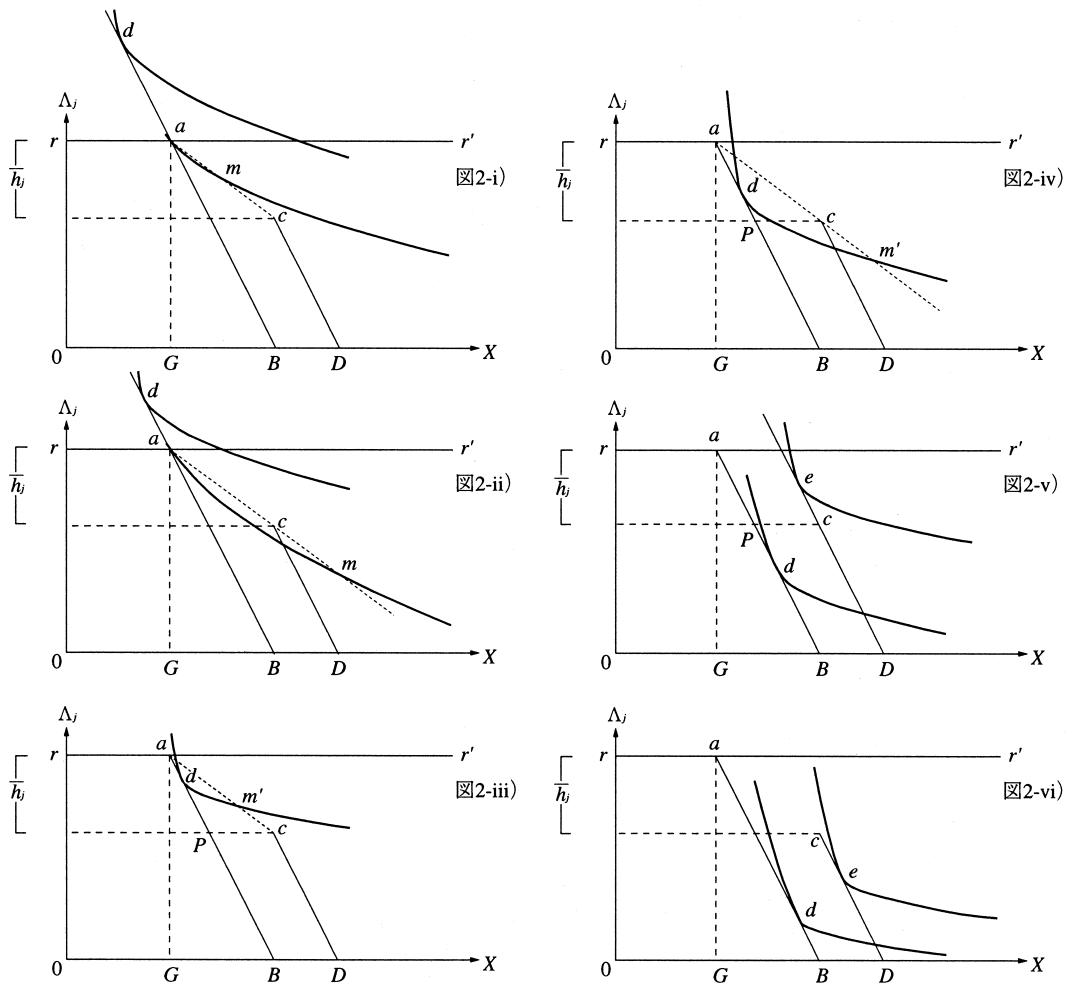 d
Λj
a
r
r'
h̄j
m
図2-i)
c
0
G
B
D
X
Λj
a
r
r'
h̄j
d
図2-iv)
P
c
m'
0
G
B
D
X
d
Λj
a
r
r'
h̄j
図2-ii)
c
m
0
G
B
D
X
Λj
a
r
r'
h̄j
e
図2-v)
c
P
d
0
G
B
D
X
Λj
a
r
r'
h̄j
d
m'
図2-iii)
c
P
0
G
B
D
X
Λj
a
r
r'
h̄j
図2-vi)
c
e
d
0
G
B
D
X